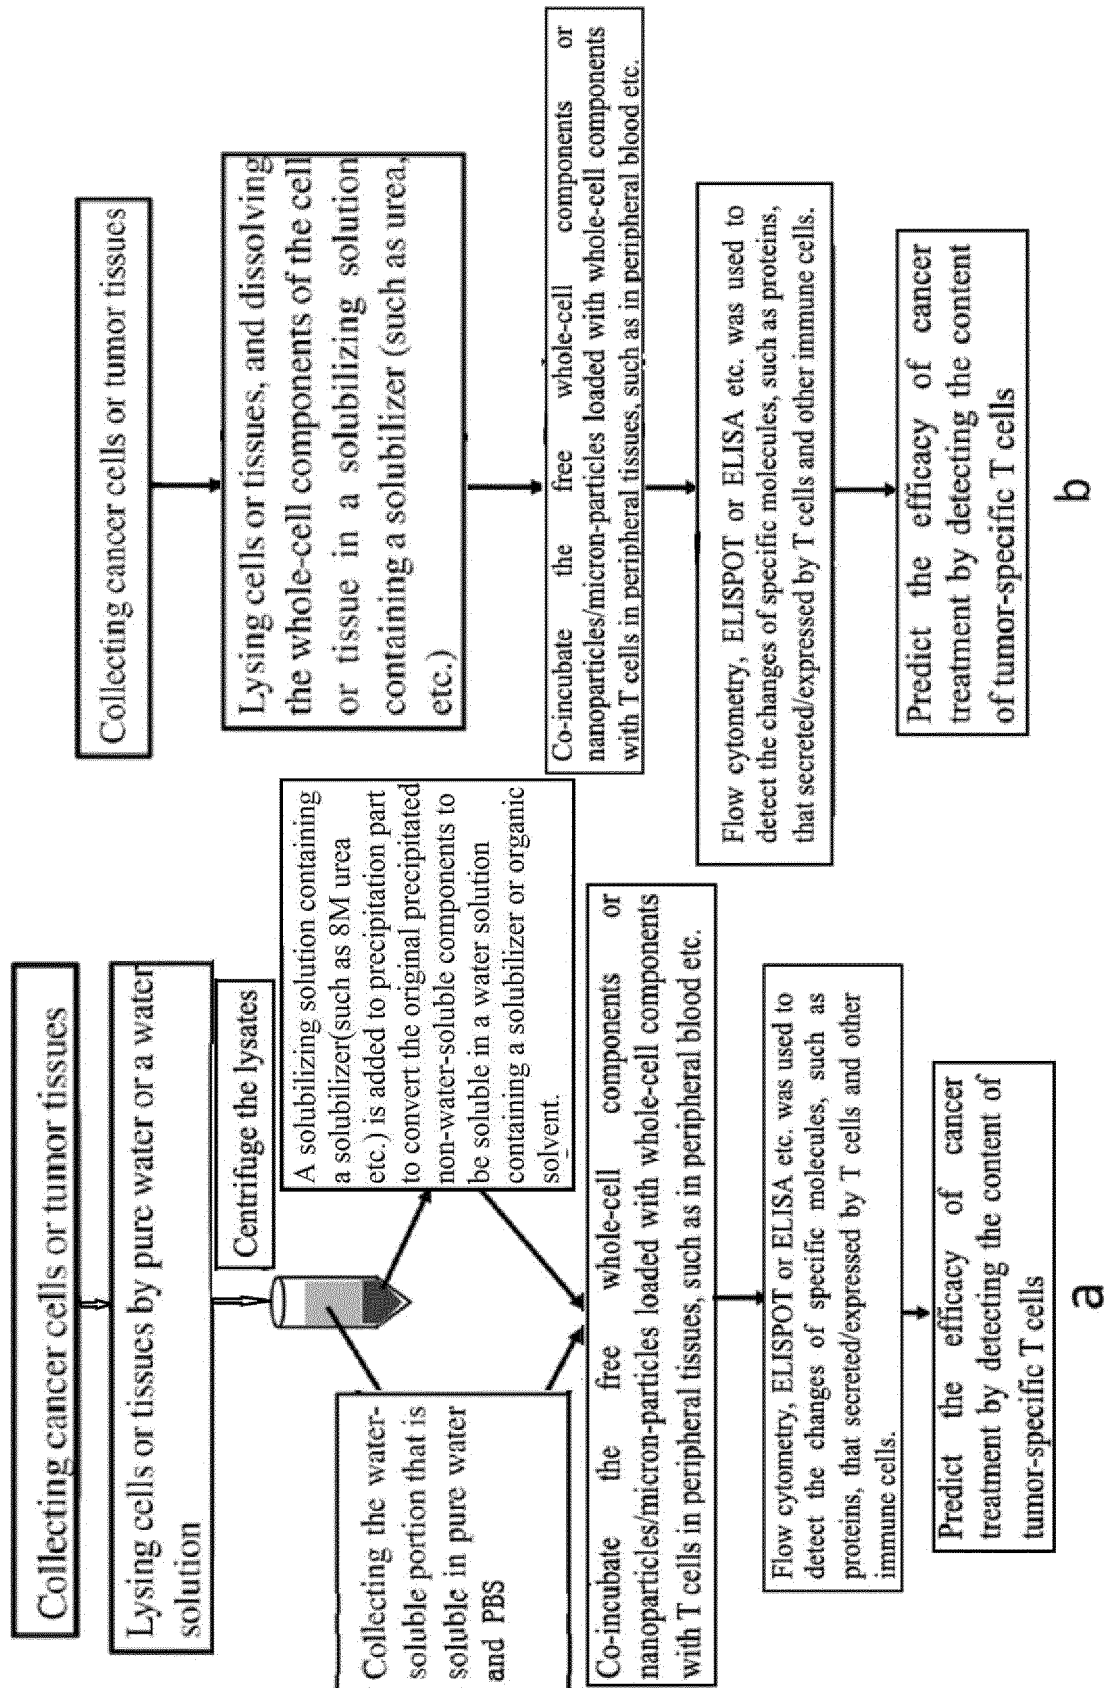 Collecting cancer cells or tumor tissues
Lysing cells or tissues by pure water or a water
solution
Centrifuge the lysates
Collecting the water-
soluble portion that is
soluble in pure water
and PBS
A solubilizing solution containing
a solubilizer(such as 8M urea
etc.) is added to precipitation part
to convert the original precipitated
non-water-soluble components to
be soluble in a water solution
containing a solubilizer or organic
solvent.
Co-incubate the free whole-cell components or
nanoparticles/micron-particles loaded with whole-cell components
with T cells in peripheral tissues, such as in peripheral blood etc.
Flow cytometry, ELISPOT or ELISA etc. was used to
detect the changes of specific molecules, such as
proteins, that secreted/expressed by T cells and other
immune cells.
Predict the efficacy of cancer
treatment by detecting the content of
tumor-specific T cells
a
Collecting cancer cells or tumor tissues
Lysing cells or tissues, and dissolving
the whole-cell components of the cell
or tissue in a solubilizing solution
containing a solubilizer (such as urea,
etc.)
Co-incubate the free whole-cell components or
nanoparticles/micron-particles loaded with whole-cell components
with T cells in peripheral tissues, such as in peripheral blood etc.
Flow cytometry, ELISPOT or ELISA etc. was used to
detect the changes of specific molecules, such as proteins,
that secreted/expressed by T cells and other immune cells.
Predict the efficacy of cancer
treatment by detecting the content
of tumor-specific T cells
b